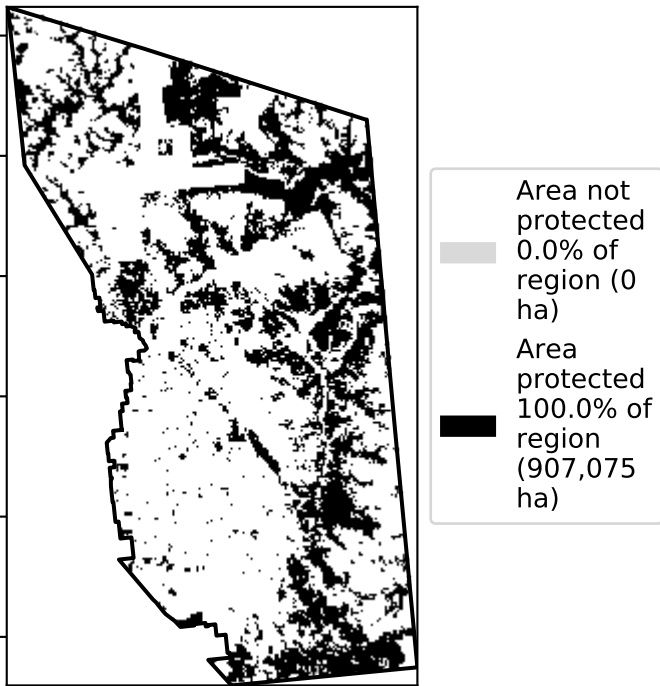 Area not
protected
0.0% of
region (0
ha)
Area
protected
100.0% of
region
(907,075
ha)